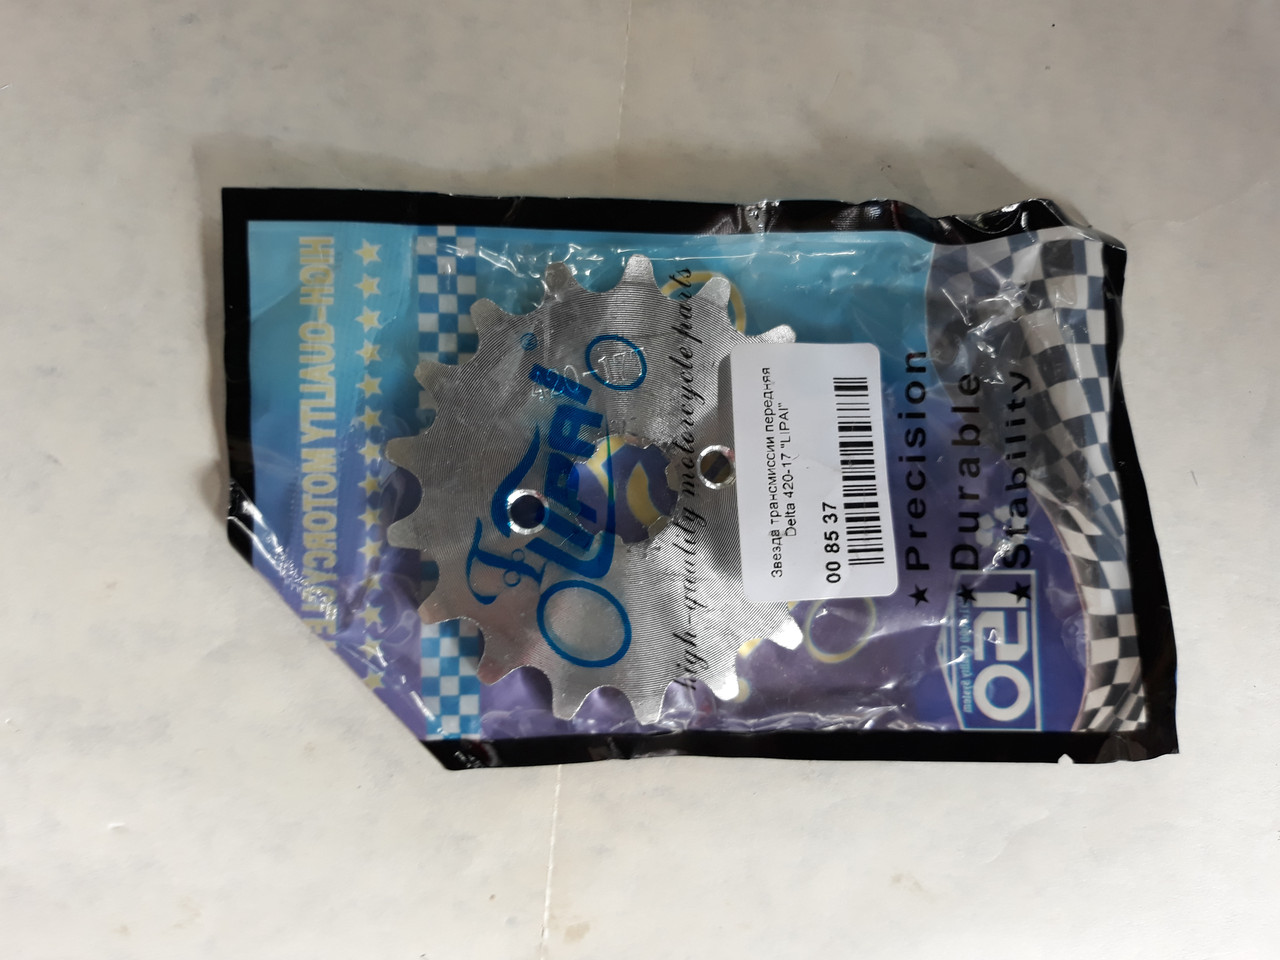 HIGH-QUALITY MOTORCYCLE
LIPAI
®
420-17
high-quality motorcycle parts
Звезда трансмиссии передняя
Delta 420-17 "LIPAI"
00 85 37
★ Precision
★ Durable
★ Stability
ISO